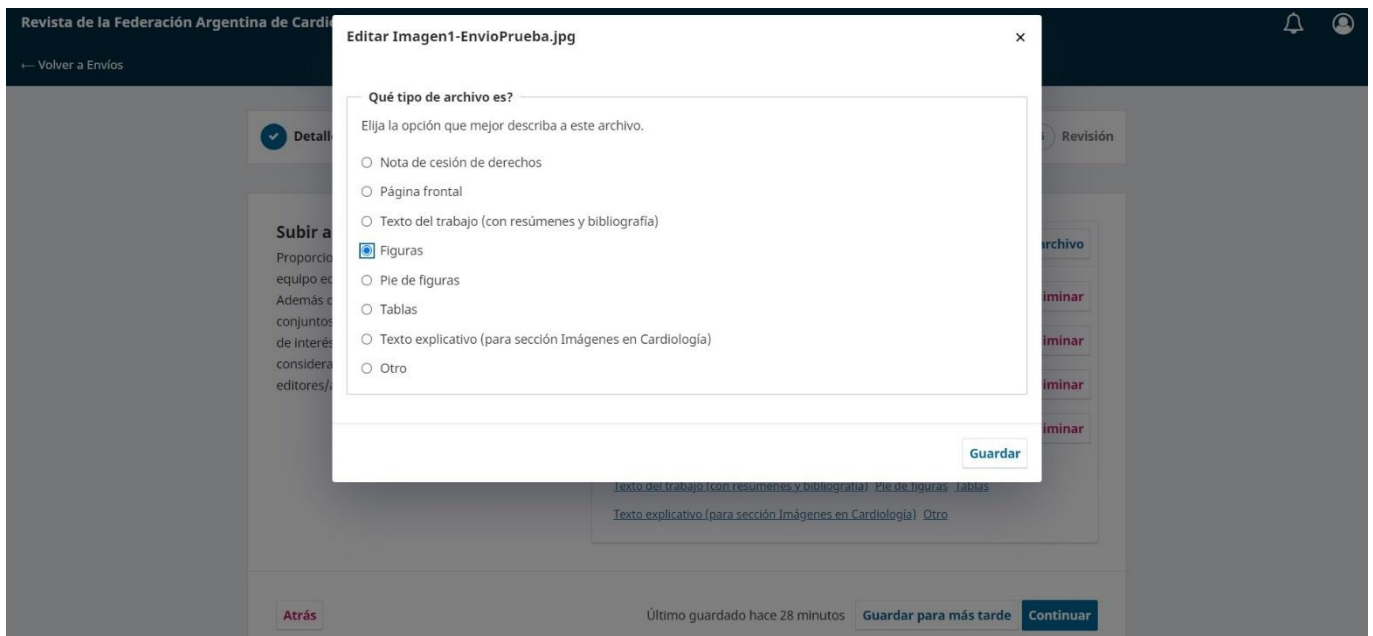 Revista de la Federación Argentina de Cardi
Editar Imagen1-EnvioPrueba.jpg ×
← Volver a Envíos
Qué tipo de archivo es?
Elija la opción que mejor describa a este archivo.
Detall
Revisión
Nota de cesión de derechos
Página frontal
Texto del trabajo (con resúmenes y bibliografía)
Subir a
archivo
Figuras
Proporcio
equipo ed
Pie de figuras
Además d
iminar
Tablas
conjuntos
de interés
Texto explicativo (para sección Imágenes en Cardiología)
iminar
considera
Otro
editores/a
iminar
iminar
Guardar
Texto del trabajo (con resúmenes y bibliografía) Pie de figuras Tablas
Texto explicativo (para sección Imágenes en Cardiología) Otro
Atrás
Último guardado hace 28 minutos Guardar para más tarde Continuar